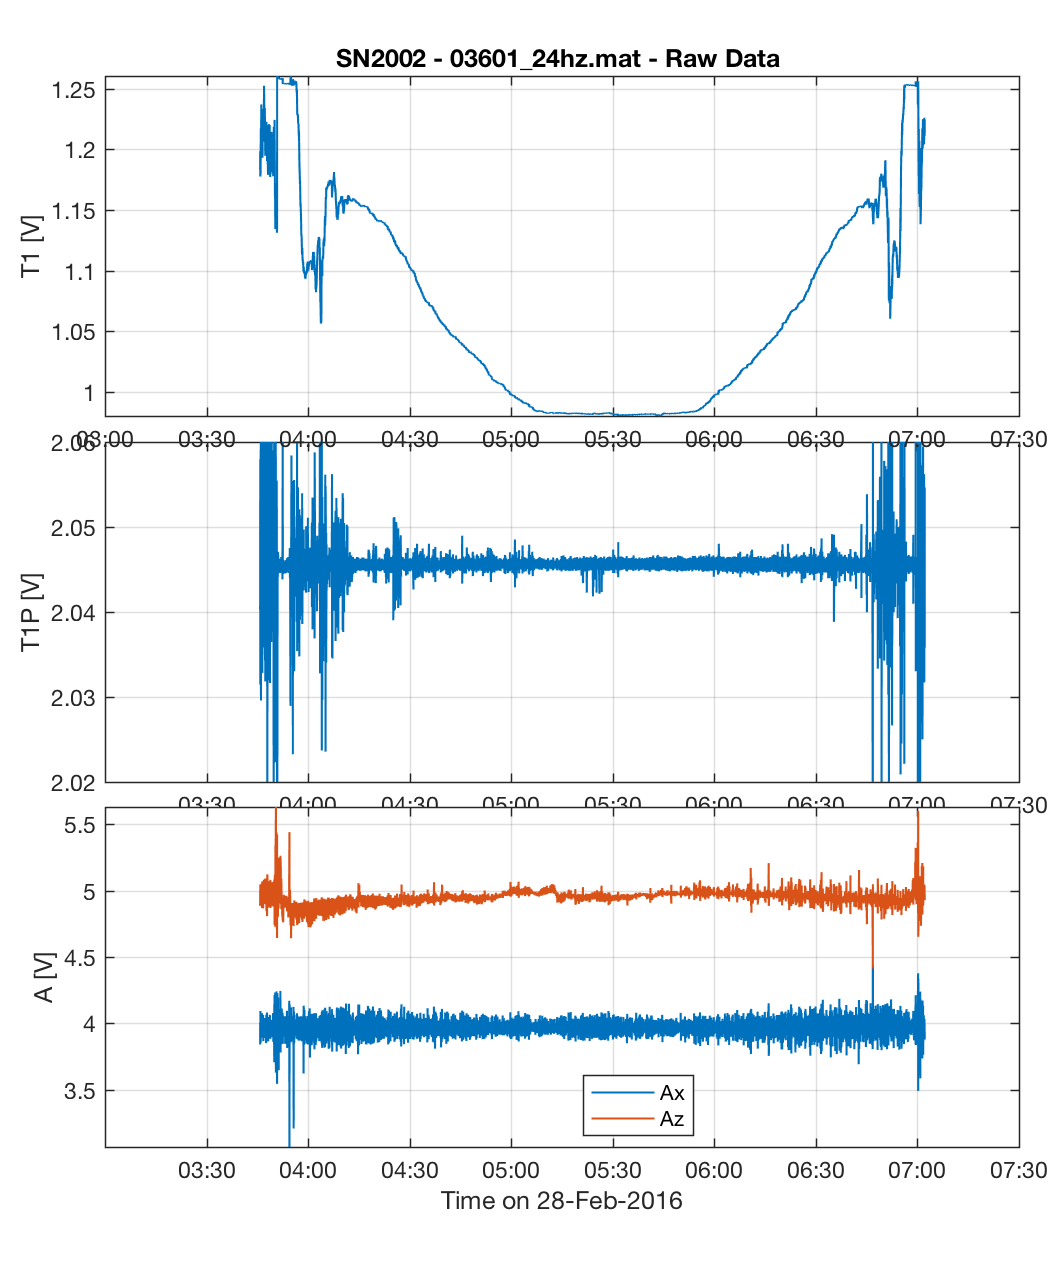 SN2002 - 03601_24hz.mat - Raw Data
1.25
1.2
1.15
1.1
1.05
1
T1 [V]
03:00 03:30 04:00 04:30 05:00 05:30 06:00 06:30 07:00 07:30
2.06
2.05
2.04
2.03
2.02
T1P [V]
03:30 04:00 04:30 05:00 05:30 06:00 06:30 07:00 07:30
5.5
5
4.5
4
3.5
A [V]
Ax
Az
03:30 04:00 04:30 05:00 05:30 06:00 06:30 07:00 07:30
Time on 28-Feb-2016